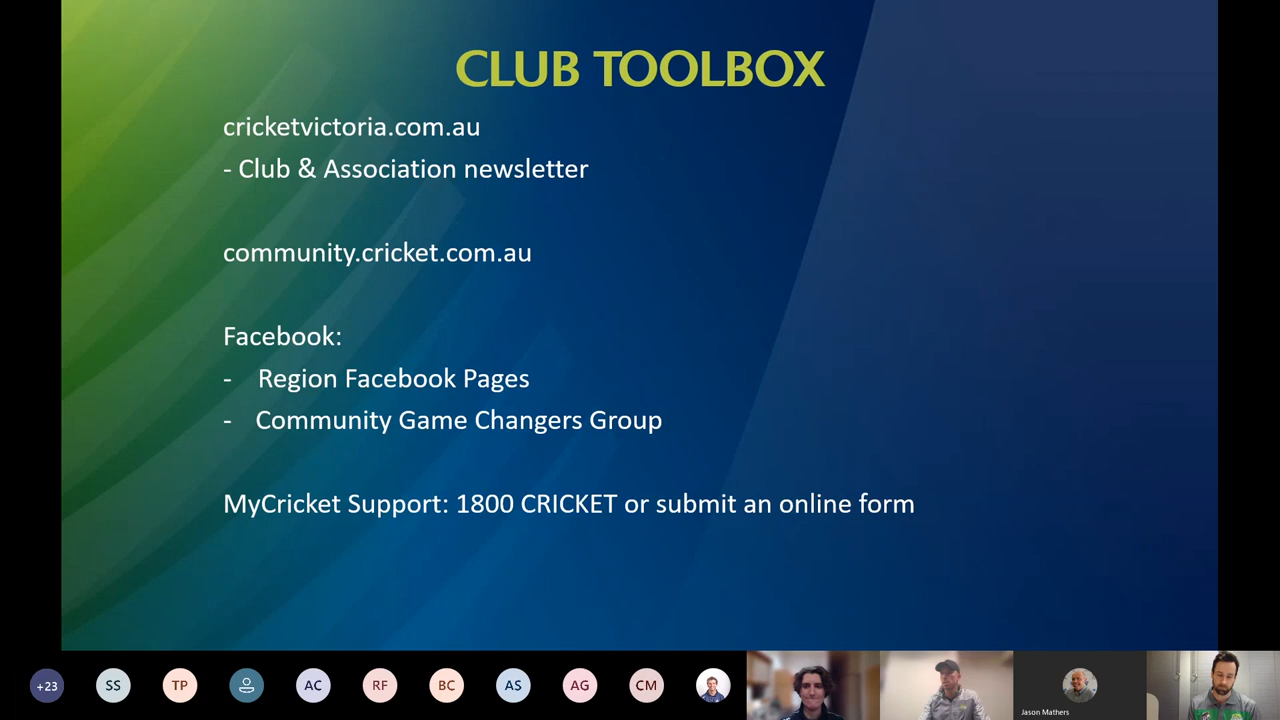 CLUB TOOLBOX
cricketvictoria.com.au
- Club & Association newsletter
community.cricket.com.au
Facebook:
- Region Facebook Pages
- Community Game Changers Group
MyCricket Support: 1800 CRICKET or submit an online form
+23
SS
TP
AC
RF
BC
AS
AG
CM
Jason Mathers